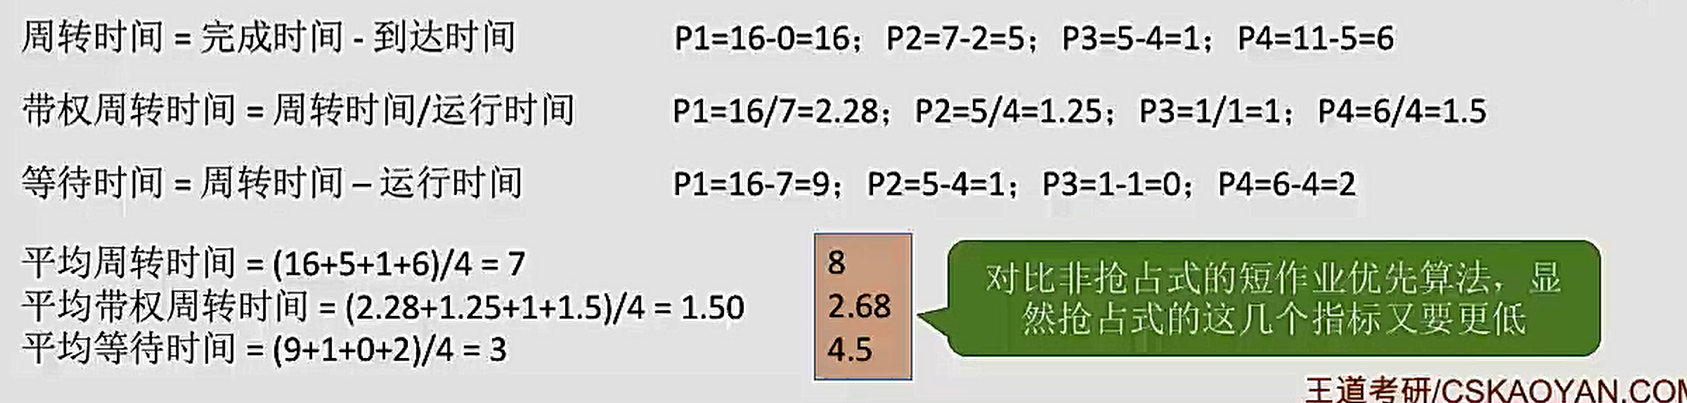 周转时间 = 完成时间 - 到达时间 P1=16-0=16；P2=7-2=5；P3=5-4=1；P4=11-5=6
带权周转时间 = 周转时间/运行时间 P1=16/7=2.28；P2=5/4=1.25；P3=1/1=1；P4=6/4=1.5
等待时间 = 周转时间 – 运行时间 P1=16-7=9；P2=5-4=1；P3=1-1=0；P4=6-4=2
平均周转时间 = (16+5+1+6)/4 = 7
平均带权周转时间 = (2.28+1.25+1+1.5)/4 = 1.50
平均等待时间 = (9+1+0+2)/4 = 3
8
2.68
4.5
对比非抢占式的短作业优先算法，显
然抢占式的这几个指标又要更低
王道考研/CSKAOYAN.COM